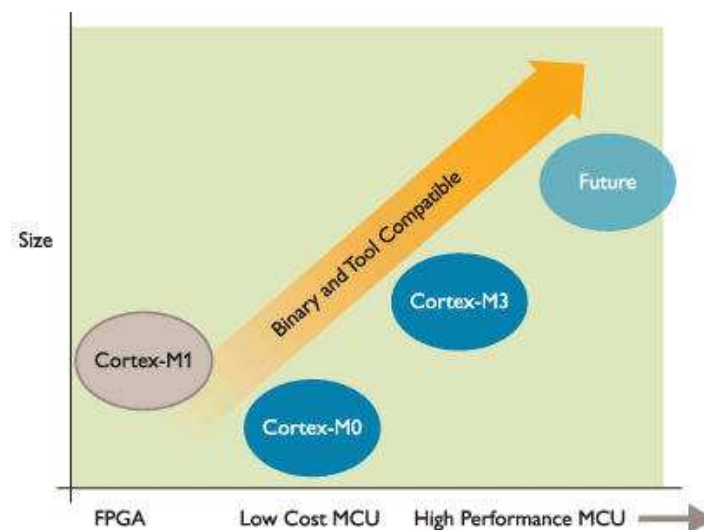 Future
Size
Binary and Tool Compatible
Cortex-M3
Cortex-M1
Cortex-M0
FPGA
Low Cost MCU
High Performance MCU